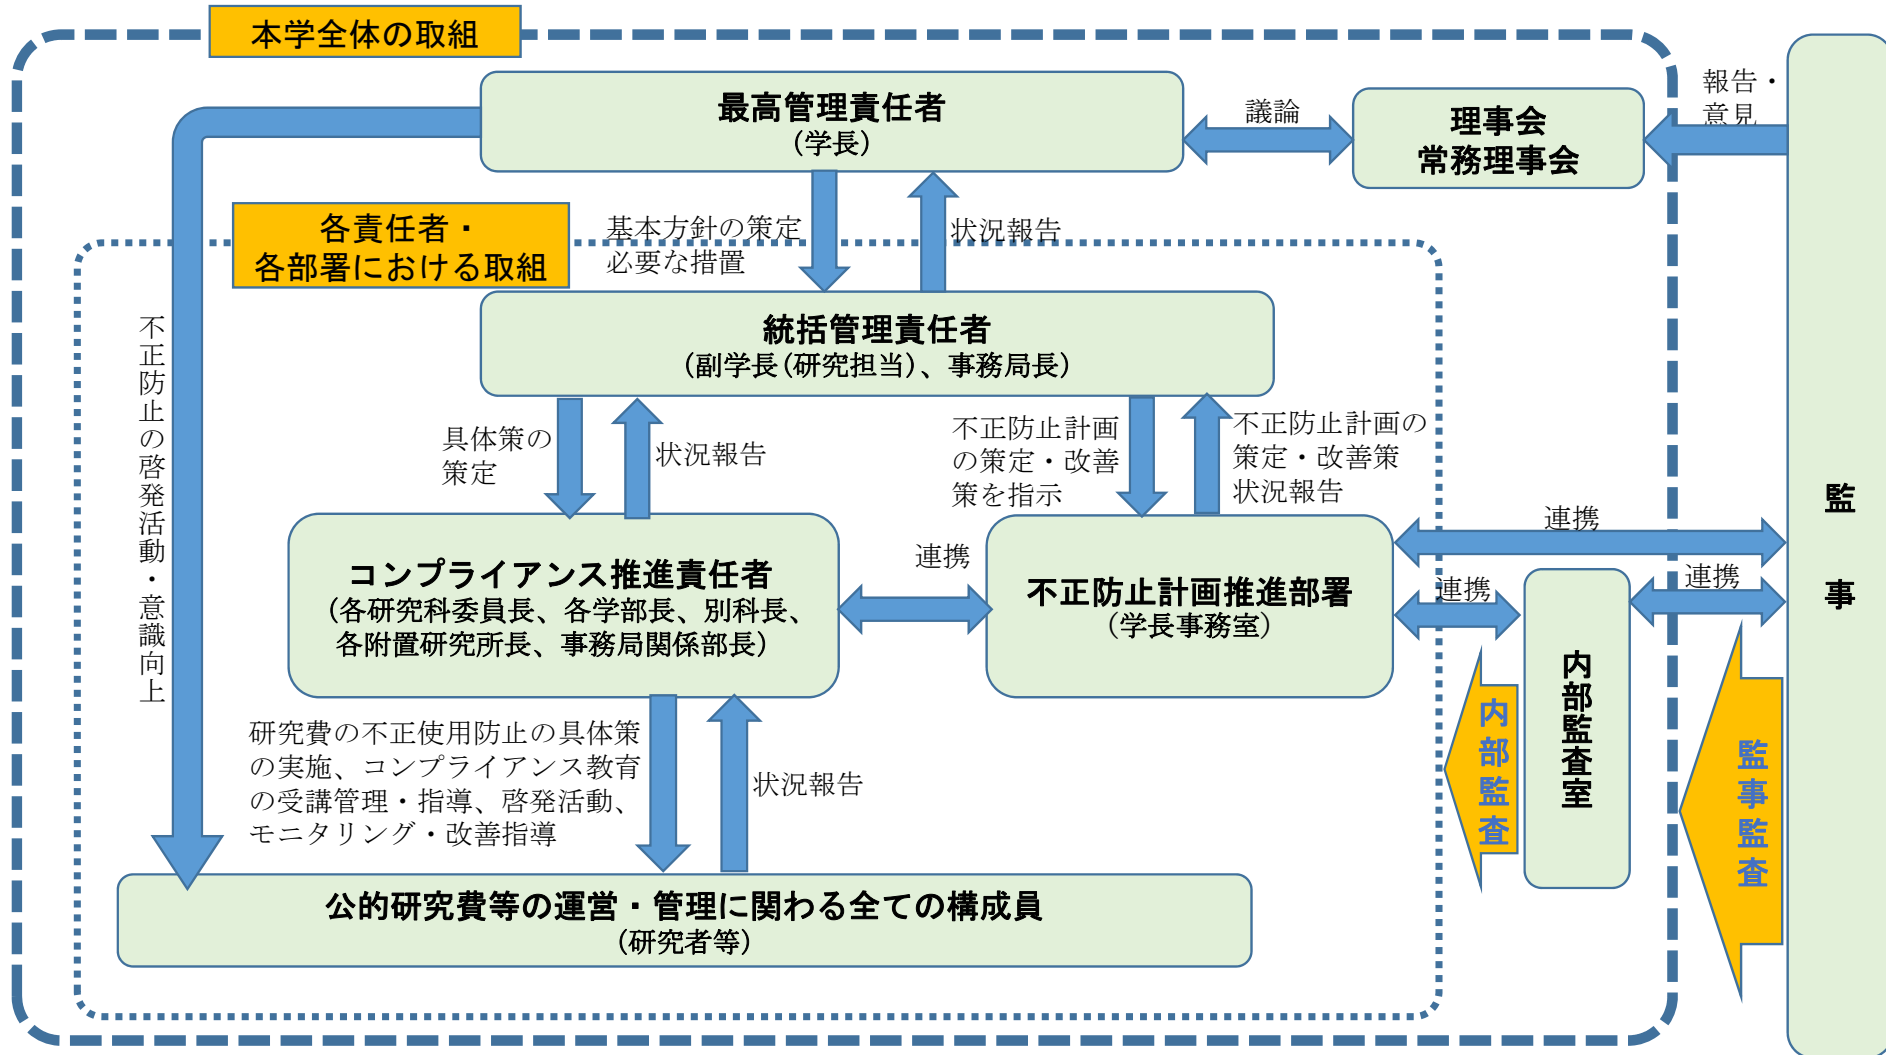 本学全体の取組
最高管理責任者
(学長)
議論
理事会
常務理事会
報告・
意見
各責任者・
各部署における取組
基本方針の策定
必要な措置
状況報告
統括管理責任者
(副学長(研究担当)、事務局長)
不正防止の啓発活動・意識向上
具体策の
策定
状況報告
不正防止計画
の策定・改善
策を指示
不正防止計画の
策定・改善策
状況報告
コンプライアンス推進責任者
(各研究科委員長、各学部長、別科長、
各附置研究所長、事務局関係部長)
連携
不正防止計画推進部署
(学長事務室)
連携
連携
連携
内部監査室
監事
内部監査
監事監査
研究費の不正使用防止の具体策
の実施、コンプライアンス教育
の受講管理・指導、啓発活動、
モニタリング・改善指導
状況報告
公的研究費等の運営・管理に関わる全ての構成員
(研究者等)